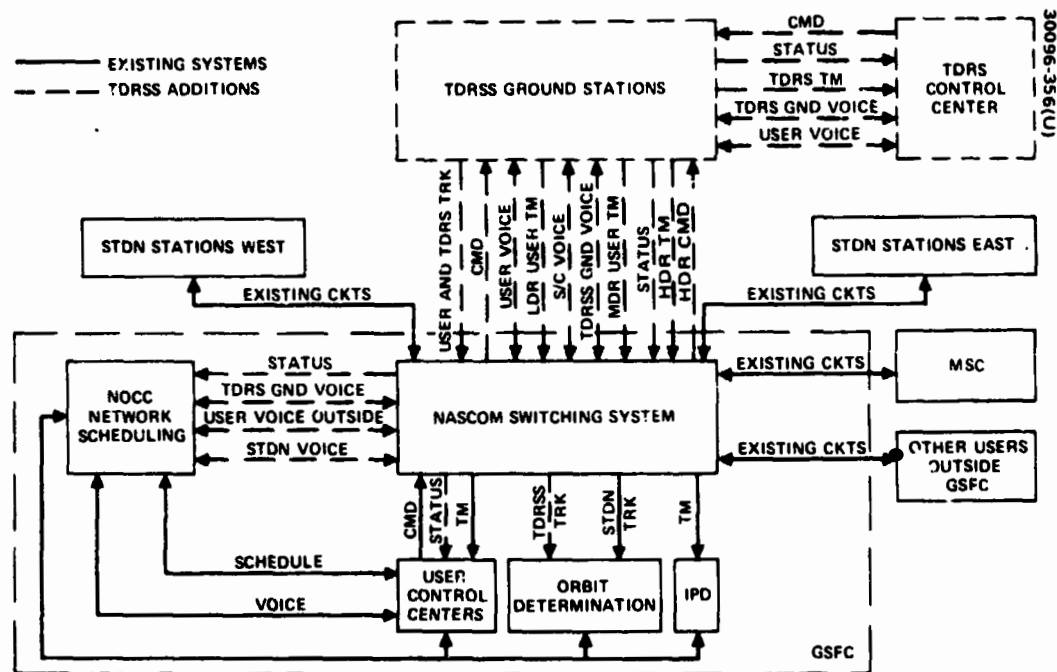 30096-356(U)
EXISTING SYSTEMS
TDRSS ADDITIONS
TDRSS GROUND STATIONS
CMD
STATUS
TDRS TM
TDRS GND VOICE
USER VOICE
TDRS
CONTROL
CENTER
USER AND TDRS TRK
CMD
USER VOICE
LDR USER TM
S/C VOICE
TDRSS GND VOICE
MDR USER TM
STATUS
HDR TM
HDR CMD
STDN STATIONS WEST
EXISTING CKTS
STDN STATIONS EAST
EXISTING CKTS
NOCC
NETWORK
SCHEDULING
STATUS
TDRS GND VOICE
USER VOICE OUTSIDE
STDN VOICE
NASCOM SWITCHING SYSTEM
EXISTING CKTS
MSC
EXISTING CKTS
OTHER USERS
OUTSIDE
GSFC
CMD
STATUS
TM
TDRSS
TRK
STDN
TRK
TM
SCHEDULE
VOICE
USER
CONTROL
CENTERS
ORBIT
DETERMINATION
IPD
GSFC